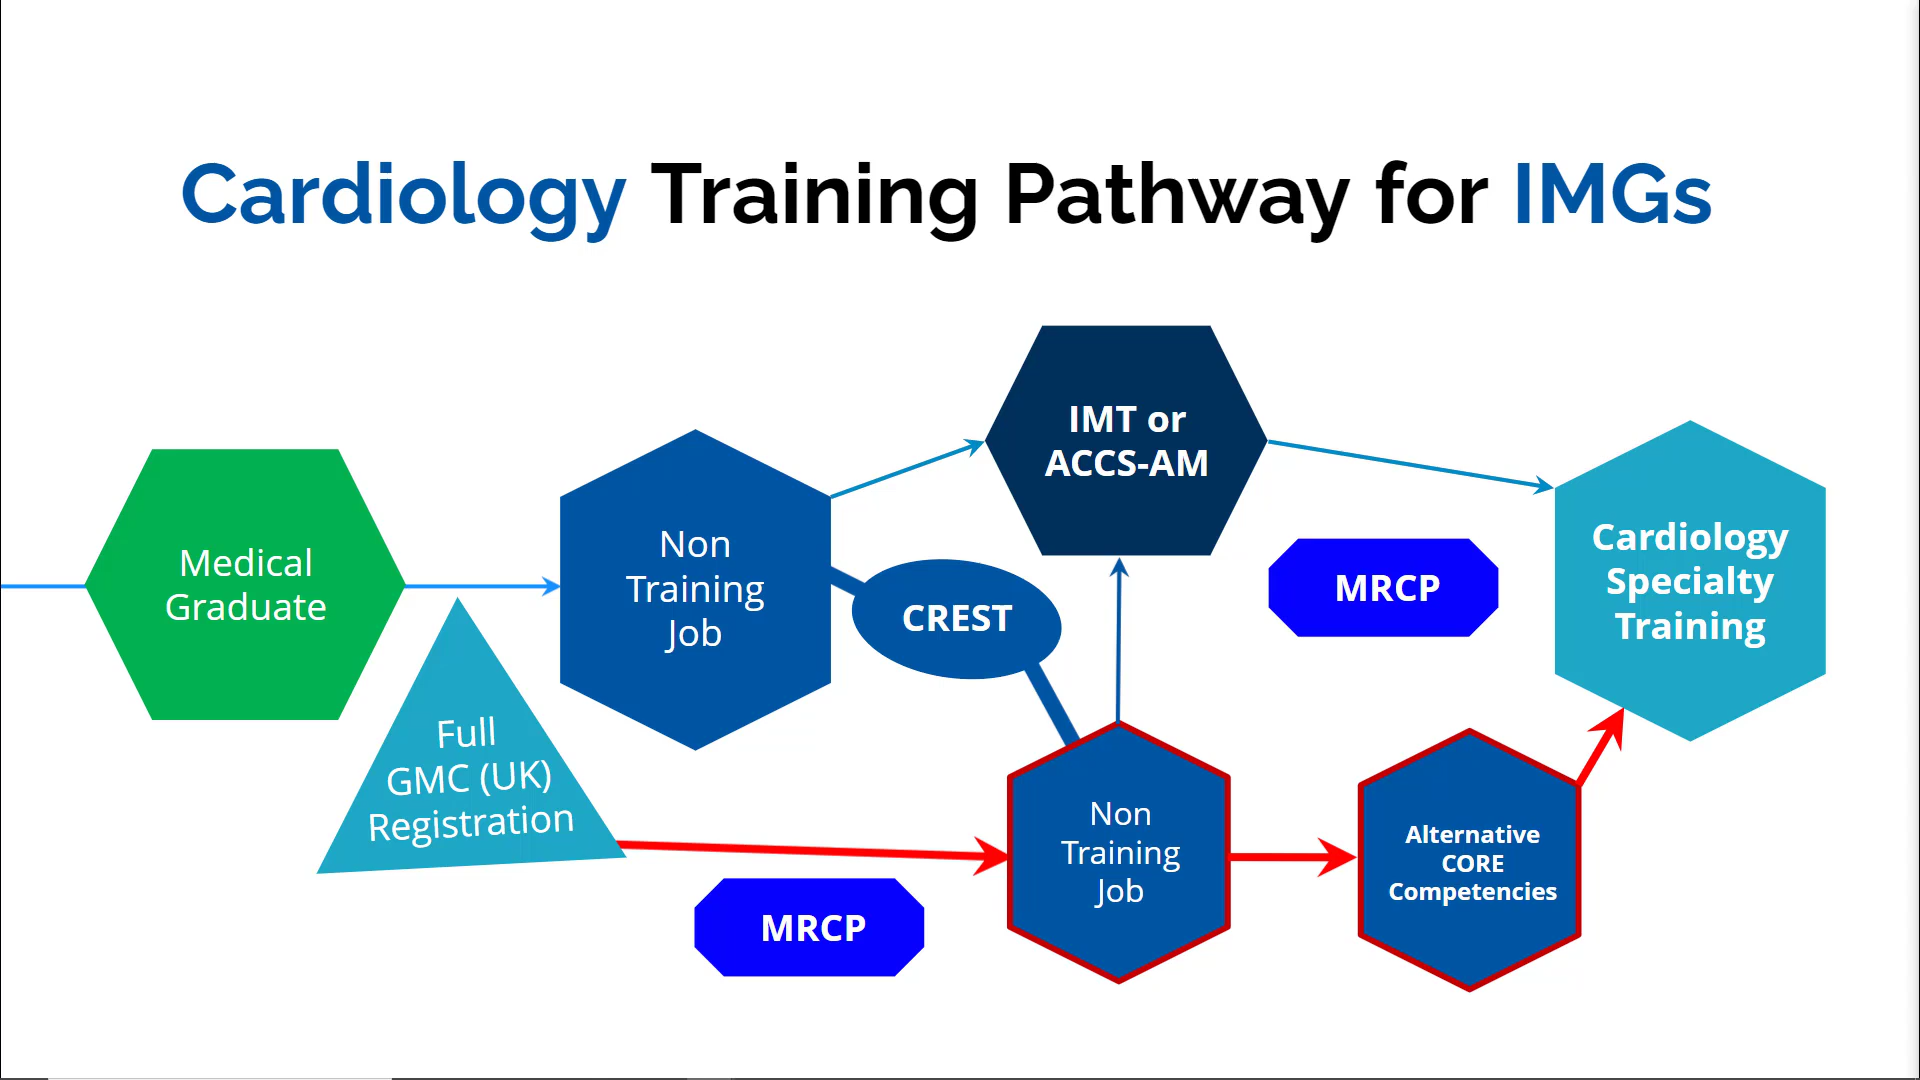 Cardiology Training Pathway for IMGs
Medical
Graduate
Full
GMC (UK)
Registration
Non
Training
Job
CREST
IMT or
ACCS-AM
MRCP
Cardiology
Specialty
Training
MRCP
Non
Training
Job
Alternative
CORE
Competencies